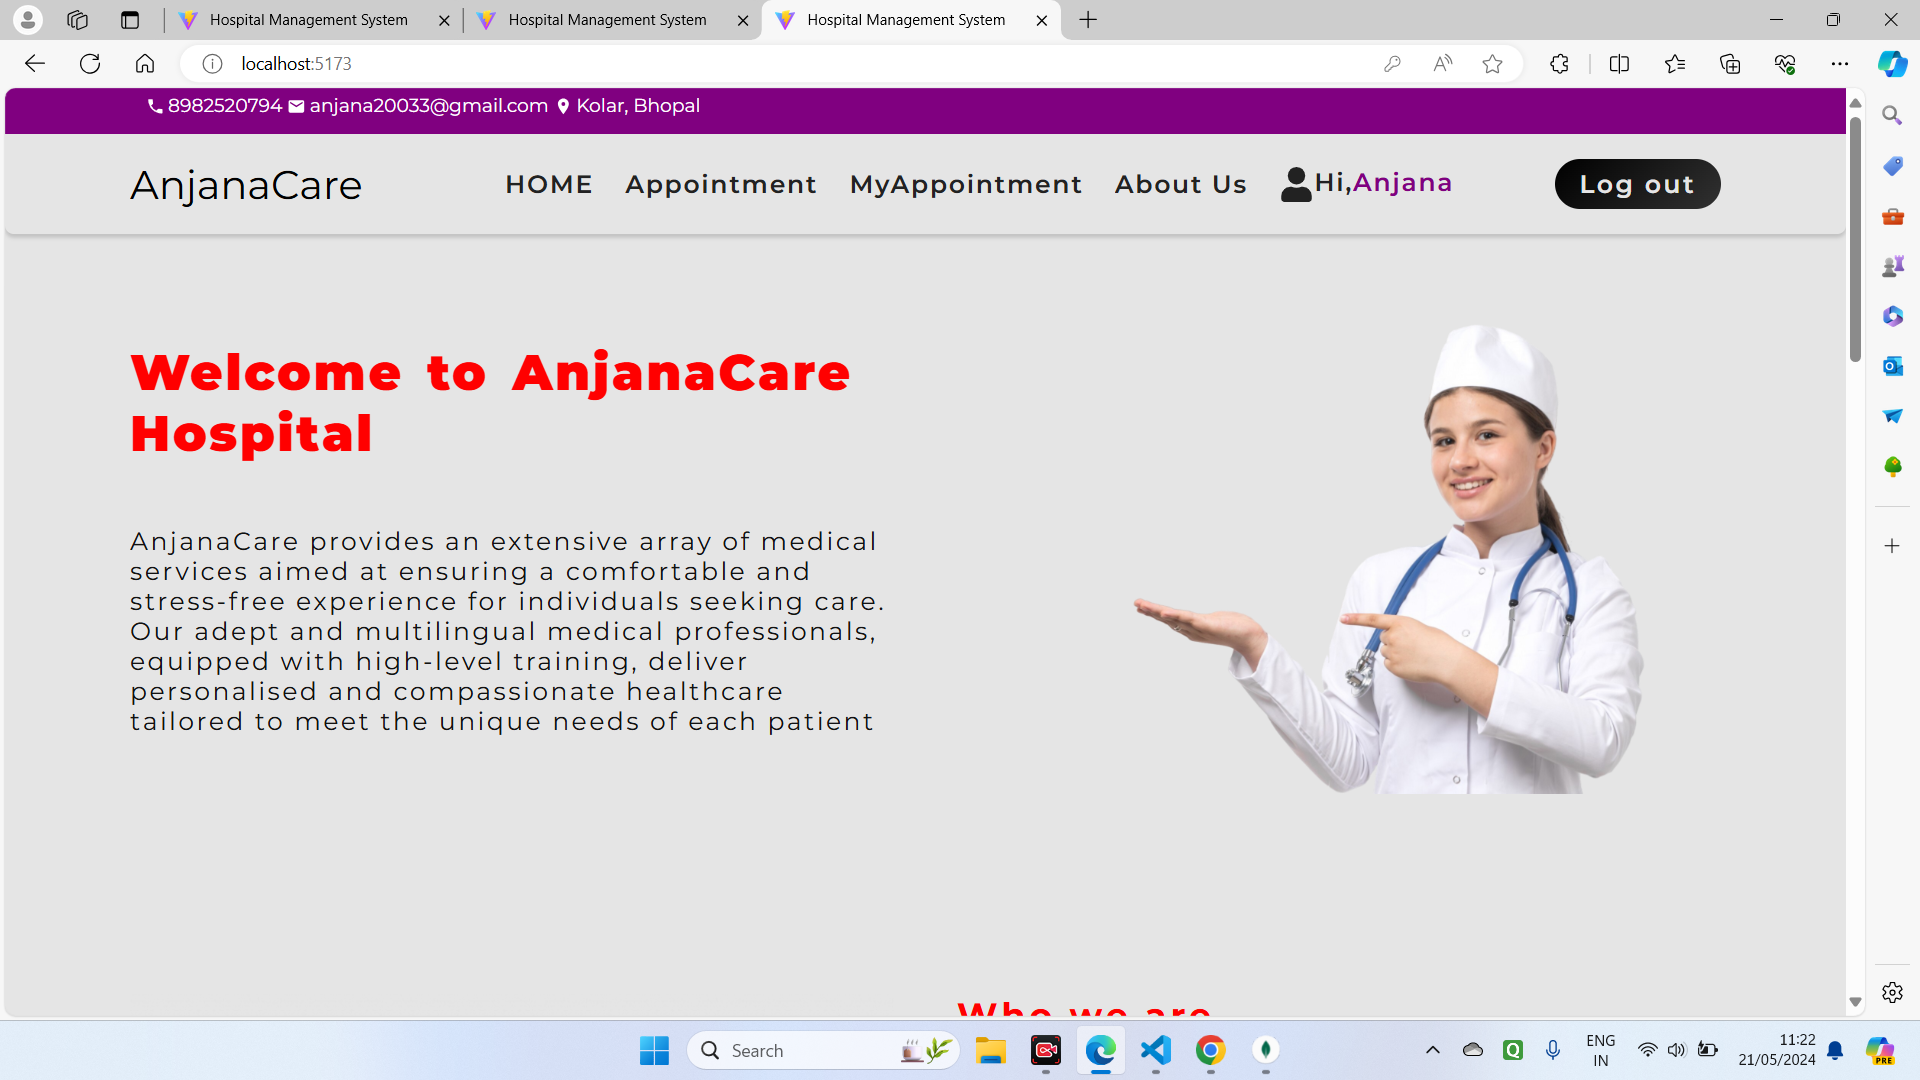 Hospital Management System
Hospital Management System
Hospital Management System
localhost:5173
8982520794 anjana20033@gmail.com Kolar, Bhopal
AnjanaCare
HOME Appointment MyAppointment About Us Hi,Anjana Log out
Welcome to AnjanaCare
Hospital
AnjanaCare provides an extensive array of medical
services aimed at ensuring a comfortable and
stress-free experience for individuals seeking care.
Our adept and multilingual medical professionals,
equipped with high-level training, deliver
personalised and compassionate healthcare
tailored to meet the unique needs of each patient
Who we are
Search
ENG
IN
11:22
21/05/2024
PRE